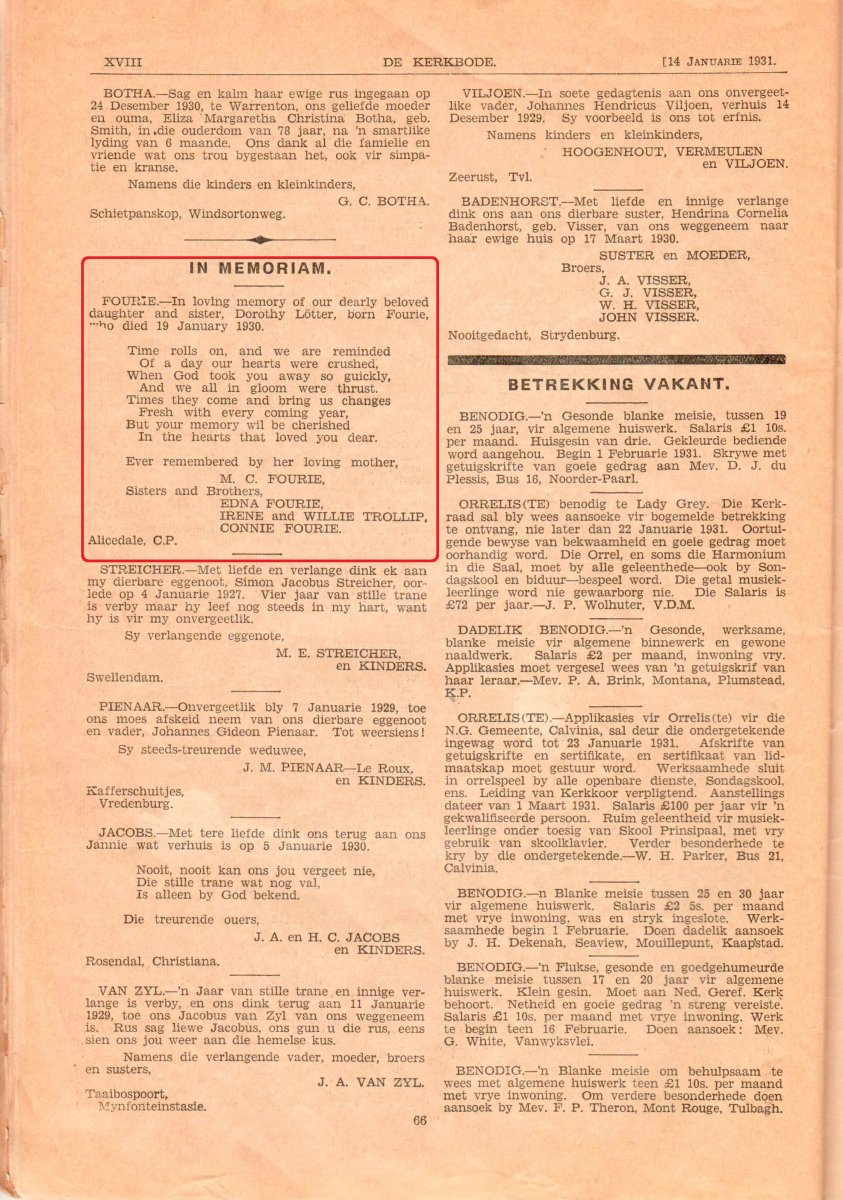 XVIII
DE KERKBODE.
[14 JANUARIE 1931.
BOTHA.—Sag en kalm haar ewige rus ingegaan op
24 Desember 1930, te Warrenton, ons geliefde moeder
en ouma, Eliza Margaretha Christina Botha, geb.
Smith, in die ouderdom van 78 jaar, na 'n smartlike
lyding van 6 maande. Ons dank al die famielie en
vriende wat ons trou bygestaan het, ook vir simpa-
tie en kranse.
Namens die kinders en kleinkinders,
G. C. BOTHA.
Schietpanskop, Windsortonweg.
IN MEMORIAM.
FOURIE.—In loving memory of our dearly beloved
daughter and sister, Dorothy Lötter, born Fourie,
who died 19 January 1930.
Time rolls on, and we are reminded
Of a day our hearts were crushed,
When God took you away so guickly,
And we all in gloom were thrust.
Times they come and bring us changes
Fresh with every coming year,
But your memory wil be cherished
In the hearts that loved you dear.
Ever remembered by her loving mother,
M. C. FOURIE,
Sisters and Brothers,
EDNA FOURIE,
IRENE and WILLIE TROLLIP,
CONNIE FOURIE.
Alicedale, C.P.
STREICHER.—Met liefde en verlange dink ek aan
my dierbare eggenoot, Simon Jacobus Streicher, oor-
lede op 4 Januarie 1927. Vier jaar van stille trane
is verby maar hy leef nog steeds in my hart, want
hy is vir my onvergeetlik.
Sy verlangende eggenote,
M. E. STREICHER,
en KINDERS.
Swellendam.
PIENAAR.—Onvergeetlik bly 7 Januarie 1929, toe
ons moes afskeid neem van ons dierbare eggenoot
en vader, Johannes Gideon Pienaar. Tot weersiens!
Sy steeds-treurende weduwee,
J. M. PIENAAR—Le Roux,
en KINDERS.
Kafferschuitjes,
Vredenburg.
JACOBS.—Met tere liefde dink ons terug aan ons
Jannie wat verhuis is op 5 Januarie 1930.
Nooit, nooit kan ons jou vergeet nie,
Die stille trane wat nog val,
Is alleen by God bekend.
Die treurende ouers,
J. A. en H. C. JACOBS
en KINDERS.
Rosendal, Christiana.
VAN ZYL.—'n Jaar van stille trane en innige ver-
lange is verby, en ons dink terug aan 11 Januarie
1929, toe ons Jacobus van Zyl van ons weggeneem
is. Rus sag liewe Jacobus, ons gun u die rus, eens
sien ons jou weer aan die hemelse kus.
Namens die verlangende vader, moeder, broers
en susters,
J. A. VAN ZYL.
Taaibospoort,
Mynfonteinstasie.
VILJOEN.—In soete gedagtenis aan ons onvergeet-
like vader, Johannes Hendricus Viljoen, verhuis 14
Desember 1929. Sy voorbeeld is ons tot erfnis.
Namens kinders en kleinkinders,
HOOGENHOUT, VERMEULEN
en VILJOEN.
Zeerust, Tvl.
BADENHORST.—Met liefde en innige verlange
dink ons aan ons dierbare suster, Hendrina Cornelia
Badenhorst, geb. Visser, van ons weggeneem naar
haar ewige huis op 17 Maart 1930.
SUSTER en MOEDER,
Broers,
J. A. VISSER,
G. J. VISSER,
W. H. VISSER,
JOHN VISSER.
Nooitgedacht, Strydenburg.
BETREKKING VAKANT.
BENODIG.—'n Gesonde blanke meisie, tussen 19
en 25 jaar, vir algemene huiswerk. Salaris £1 10s.
per maand. Huisgesin van drie. Gekleurde bediende
word aangehou. Begin 1 Februarie 1931. Skrywe met
getuigskrifte van goeie gedrag aan Mev. D. J. du
Plessis, Bus 16, Noorder-Paarl.
ORRELIS(TE) benodig te Lady Grey. Die Kerk-
raad sal bly wees aansoeke vir bogemelde betrekking
te ontvang, nie later dan 22 Januarie 1931. Oortui-
gende bewyse van bekwaamheid en goeie gedrag moet
oorhandig word. Die Orrel, en soms die Harmonium
in die Saal, moet by alle geleenthede—ook by Son-
dagskool en biduur—bespeel word. Die getal musiek-
leerlinge word nie gewaarborg nie. Die Salaris is
£72 per jaar.—J. P. Wolhuter, V.D.M.
DADELIK BENODIG.—'n Gesonde, werksame,
blanke meisie vir algemene binnewerk en gewone
naaldwerk. Salaris £2 per maand, inwoning vry.
Applikasies moet vergesel wees van 'n getuigskrif van
haar leraar.—Mev. P. A. Brink, Montana, Plumstead,
K.P.
ORRELIS(TE).—Applikasies vir Orrelis(te) vir die
N.G. Gemeente, Calvinia, sal deur die ondergetekende
ingewag word tot 23 Januarie 1931. Afskrifte van
getuigskrifte en sertifikate, en sertifikaat van lid-
maatskap moet gestuur word. Werksaamhede sluit
in orrelspeel by alle openbare dienste, Sondagskool,
ens. Leiding van Kerkkoor verpligtend. Aanstellings
dateer van 1 Maart 1931. Salaris £100 per jaar vir 'n
gekwalifiseerde persoon. Ruim geleentheid vir musiek-
leerlinge onder toesig van Skool Prinsipaal, met vry
gebruik van skoolklavier. Verder besonderhede te
kry by die ondergetekende.—W. H. Parker, Bus 21,
Calvinia.
BENODIG.—n Blanke meisie tussen 25 en 30 jaar
vir algemene huiswerk. Salaris £2 5s. per maand
met vrye inwoning, was en stryk ingeslote. Werk-
saamhede begin 1 Februarie. Doen dadelik aansoek
by J. H. Dekenah, Seaview, Mouillepunt, Kaapstad.
BENODIG.—'n Flukse, gesonde en goedgehumeurde
blanke meisie tussen 17 en 20 jaar vir algemene
huiswerk. Klein gesin. Moet aan Ned. Geref. Kerk
behoort. Netheid en goeie gedrag 'n streng vereiste.
Salaris £1 10s. per maand met vrye inwoning. Werk
te begin teen 16 Februarie. Doen aansoek: Mev.
G. White, Vanwyksvlei.
BENODIG.—'n Blanke meisie om behulpsaam te
wees met algemene huiswerk teen £1 10s. per maand
met vrye inwoning. Om verdere besonderhede doen
aansoek by Mev. F. P. Theron, Mont Rouge, Tulbagh.
66